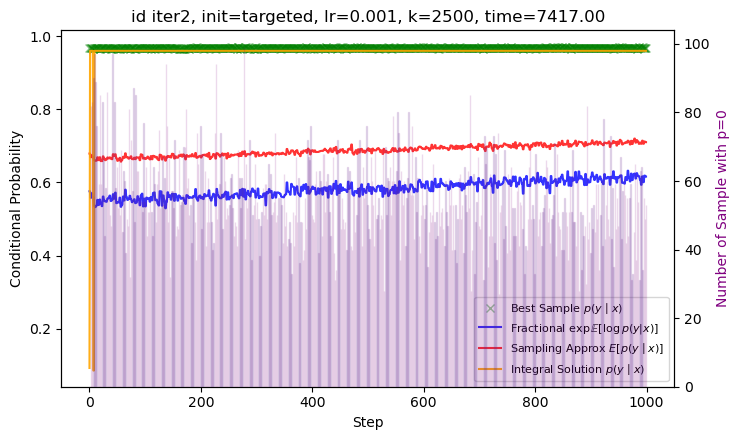 id iter2, init=targeted, lr=0.001, k=2500, time=7417.00
1.0
0.8
0.6
0.4
0.2
Conditional Probability
100
80
60
40
20
0
Number of Sample with p=0
0 200 400 600 800 1000
Step
Best Sample p(y | x)
Fractional exp𝔼[log p(y|x)]
Sampling Approx E[p(y | x)]
Integral Solution p(y | x)